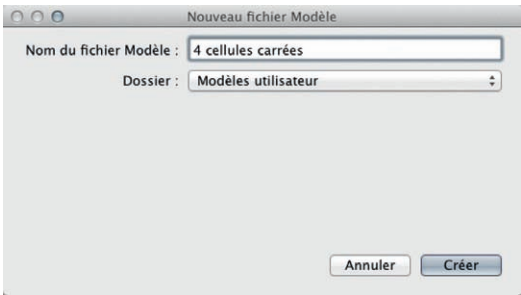 Nouveau fichier Modèle
Nom du fichier Modèle : 4 cellules carrées
Dossier : Modèles utilisateur
Annuler Créer